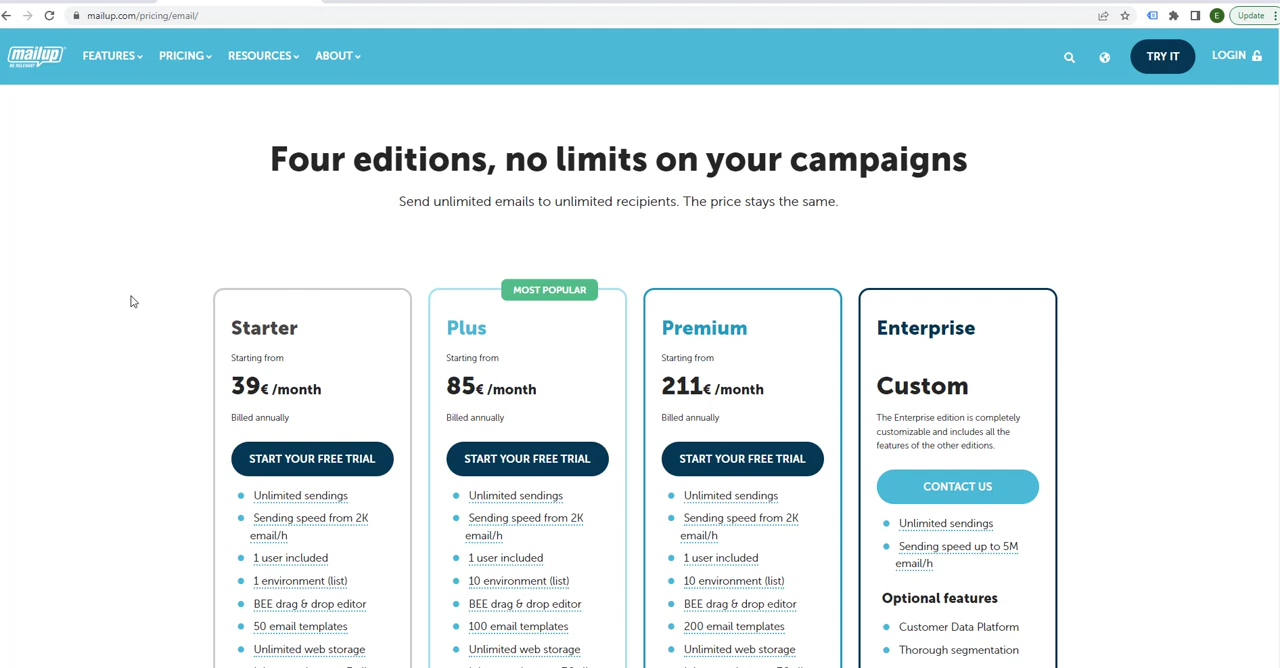 mailup.com/pricing/email/
E
Update
mailup
BE RELEVANT
FEATURES
PRICING
RESOURCES
ABOUT
TRY IT
LOGIN
Four editions, no limits on your campaigns
Send unlimited emails to unlimited recipients. The price stays the same.
Starter
Starting from
39€ /month
Billed annually
START YOUR FREE TRIAL
Unlimited sendings
Sending speed from 2K
email/h
1 user included
1 environment (list)
BEE drag & drop editor
50 email templates
Unlimited web storage
MOST POPULAR
Plus
Starting from
85€ /month
Billed annually
START YOUR FREE TRIAL
Unlimited sendings
Sending speed from 2K
email/h
1 user included
10 environment (list)
BEE drag & drop editor
100 email templates
Unlimited web storage
Premium
Starting from
211€ /month
Billed annually
START YOUR FREE TRIAL
Unlimited sendings
Sending speed from 2K
email/h
1 user included
10 environment (list)
BEE drag & drop editor
200 email templates
Unlimited web storage
Enterprise
Custom
The Enterprise edition is completely
customizable and includes all the
features of the other editions.
CONTACT US
Unlimited sendings
Sending speed up to 5M
email/h
Optional features
Customer Data Platform
Thorough segmentation